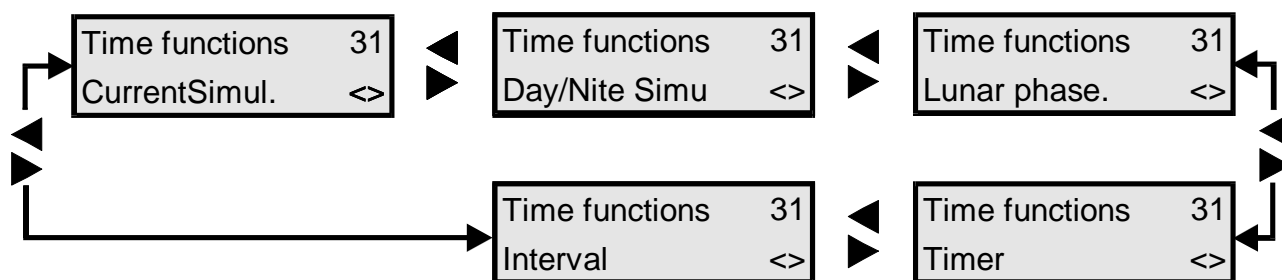 Time functions 31
CurrentSimul. <>
Time functions 31
Day/Nite Simu <>
Time functions 31
Lunar phase. <>
Time functions 31
Interval <>
Time functions 31
Timer <>